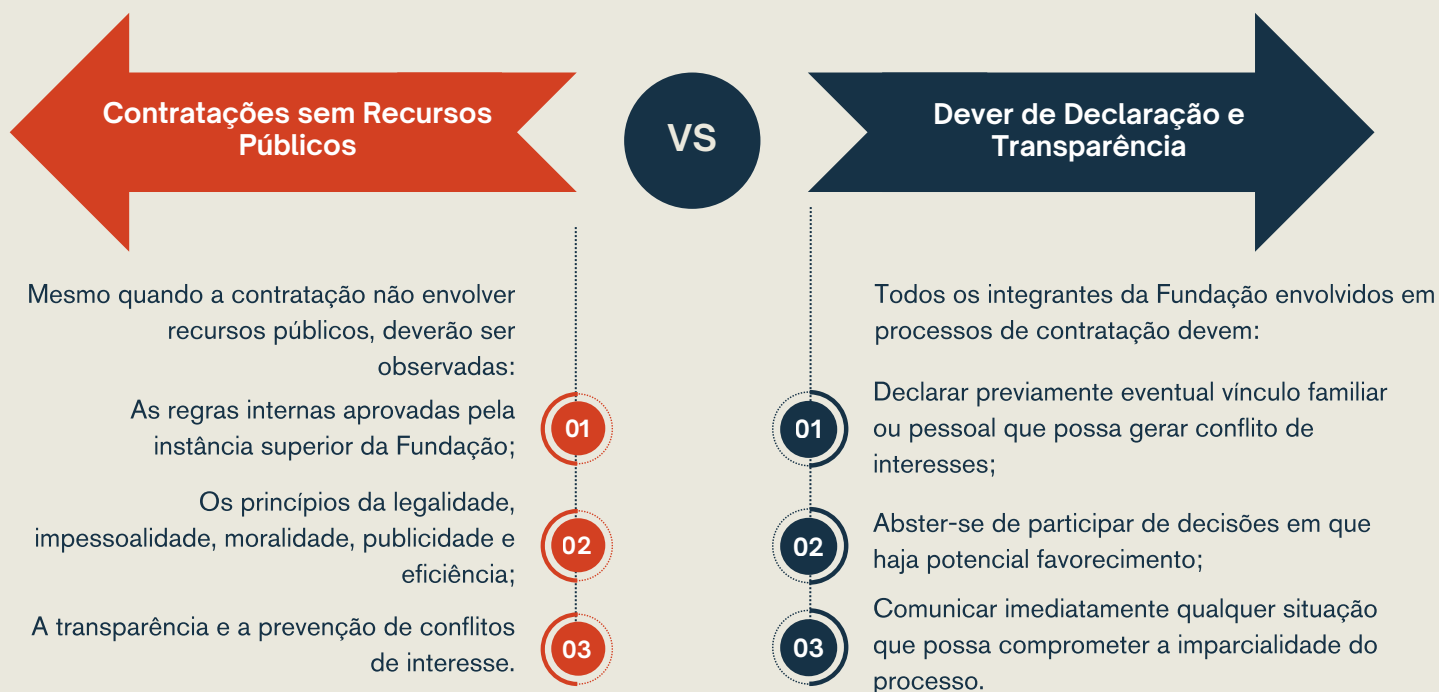 Contratações sem Recursos
Públicos
VS
Dever de Declaração e
Transparência
Mesmo quando a contratação não envolver
recursos públicos, deverão ser
observadas:
01
As regras internas aprovadas pela
instância superior da Fundação;
02
Os princípios da legalidade,
impessoalidade, moralidade, publicidade e
eficiência;
03
A transparência e a prevenção de conflitos
de interesse.
Todos os integrantes da Fundação envolvidos em
processos de contratação devem:
01
Declarar previamente eventual vínculo familiar
ou pessoal que possa gerar conflito de
interesses;
02
Abster-se de participar de decisões em que
haja potencial favorecimento;
03
Comunicar imediatamente qualquer situação
que possa comprometer a imparcialidade do
processo.